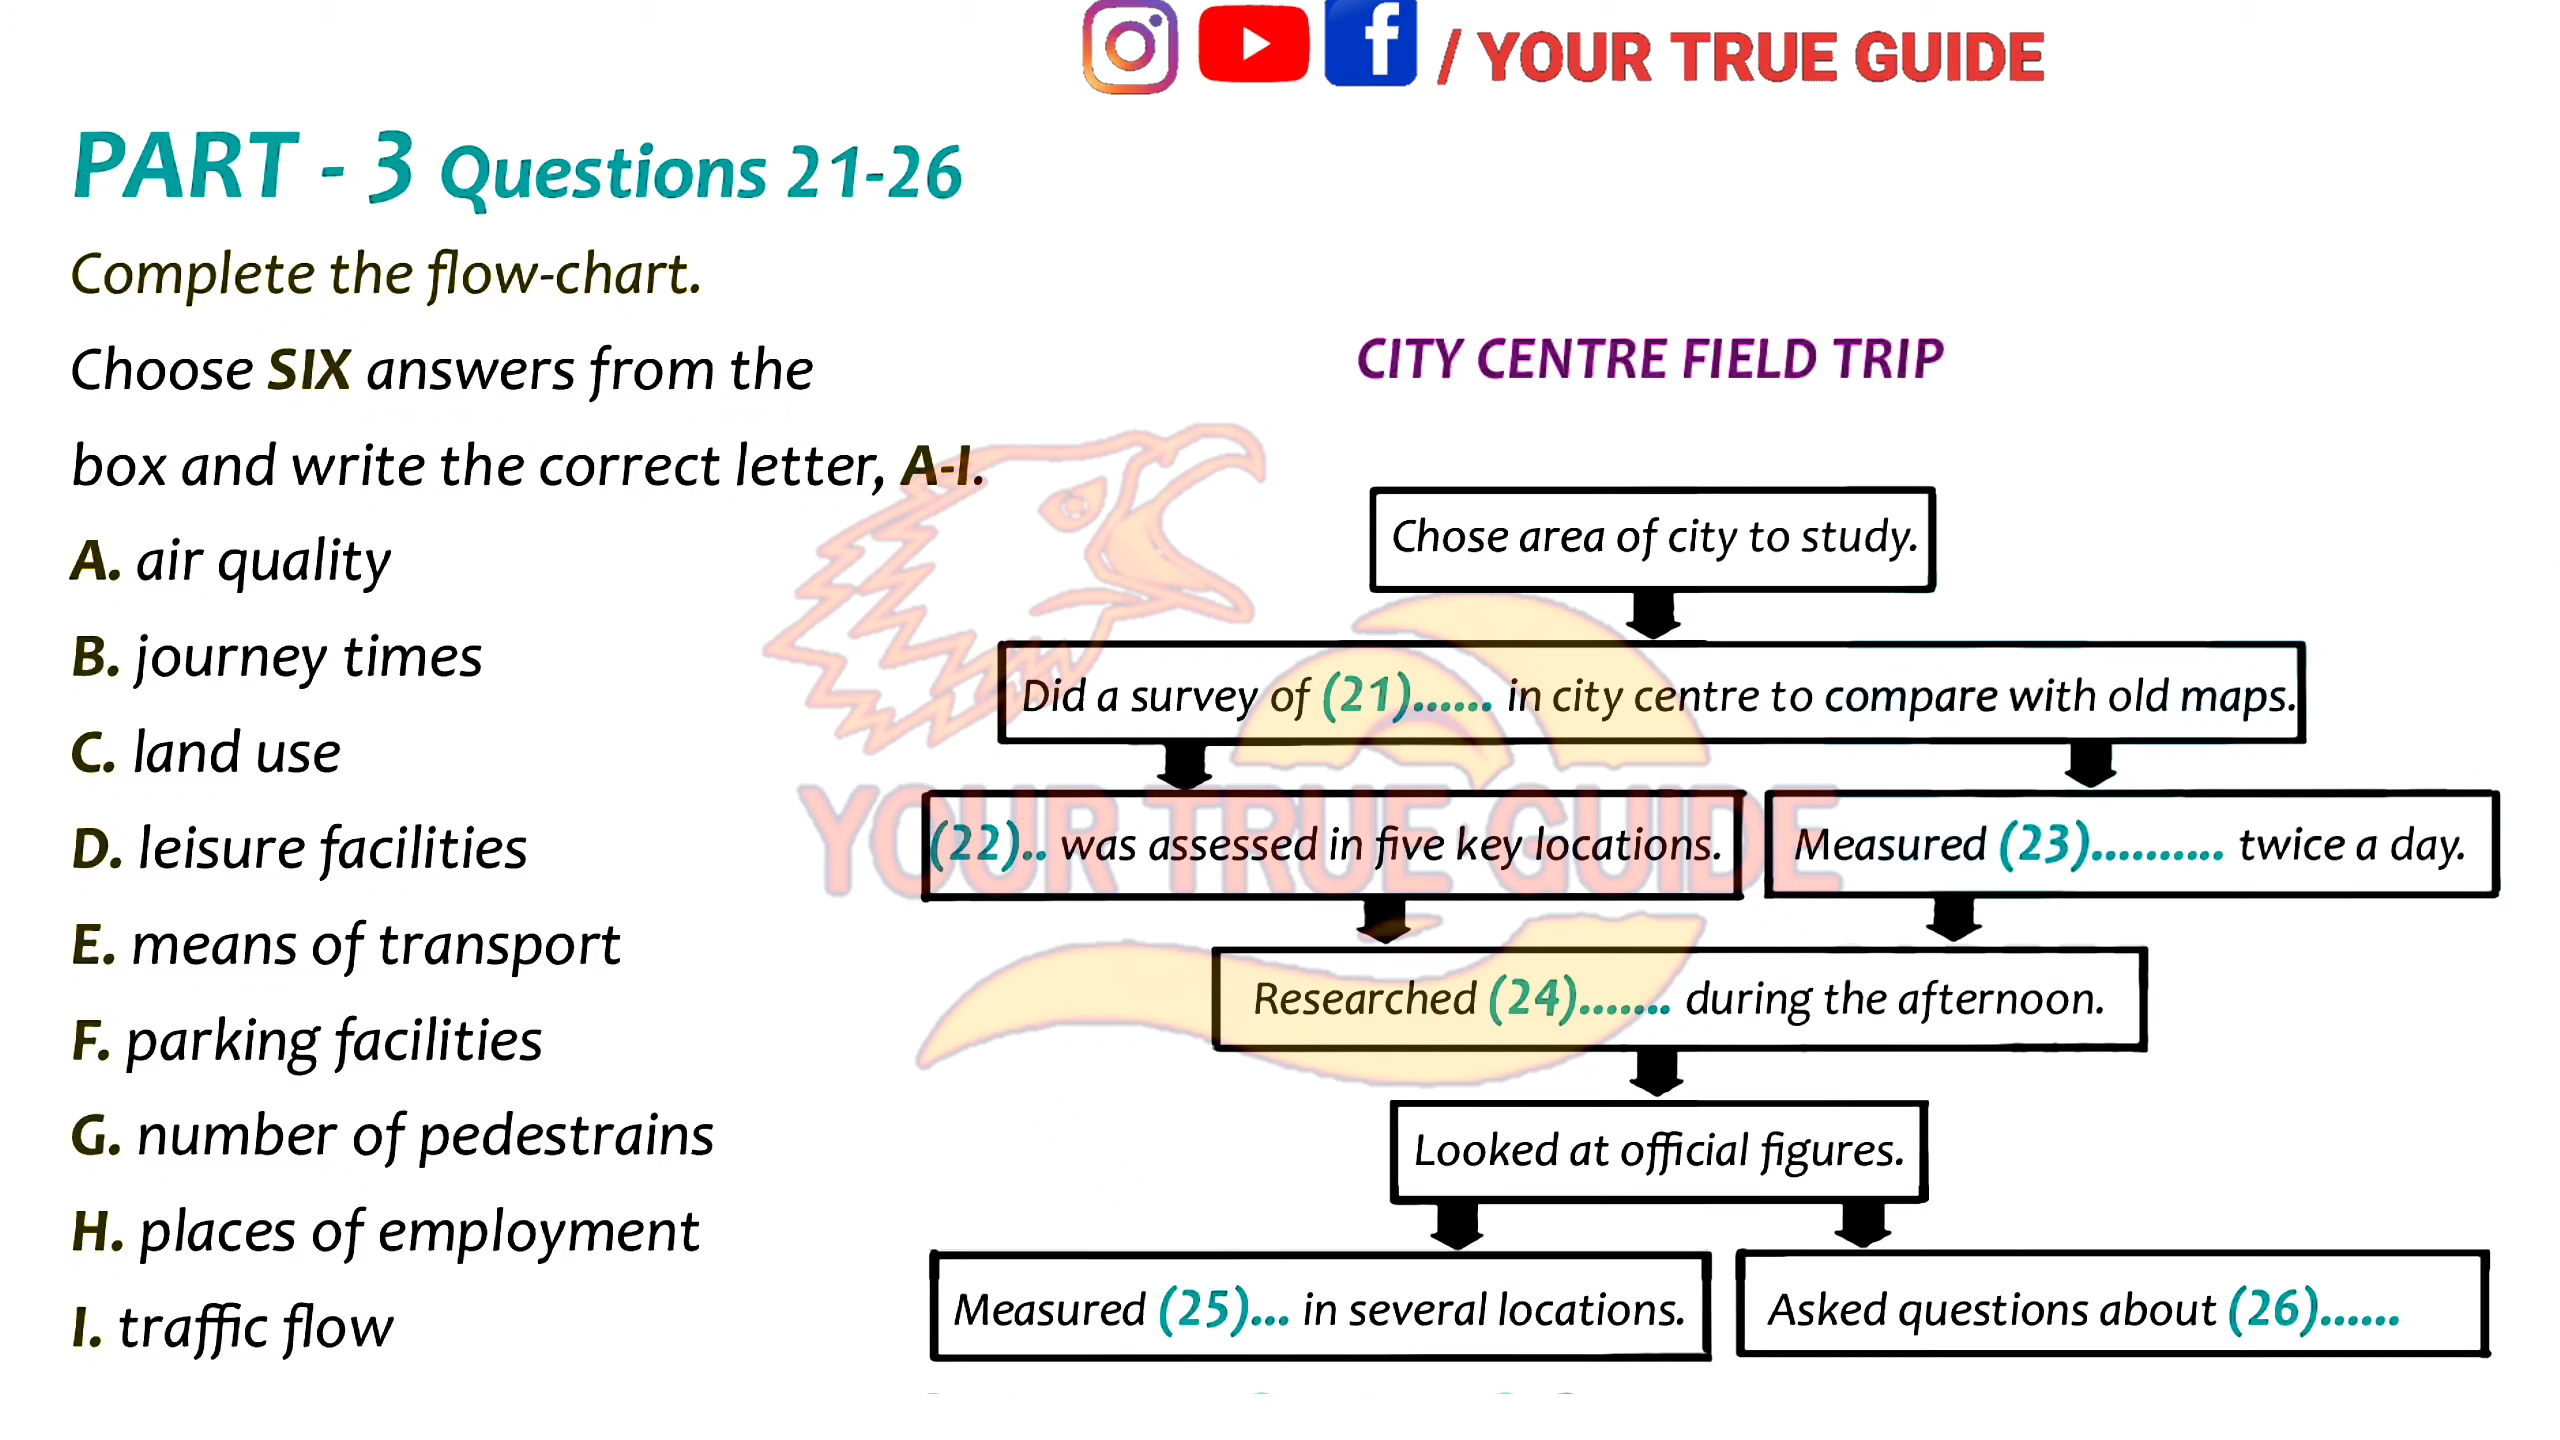 / YOUR TRUE GUIDE
PART - 3 Questions 21-26
Complete the flow-chart.
Choose SIX answers from the
box and write the correct letter, A-I.
A. air quality
B. journey times
C. land use
D. leisure facilities
E. means of transport
F. parking facilities
G. number of pedestrains
H. places of employment
I. traffic flow
CITY CENTRE FIELD TRIP
Chose area of city to study.
Did a survey of (21)...... in city centre to compare with old maps.
(22).. was assessed in five key locations.
Measured (23).......... twice a day.
Researched (24)....... during the afternoon.
Looked at official figures.
Measured (25)... in several locations.
Asked questions about (26)......
YOUR TRUE GUIDE